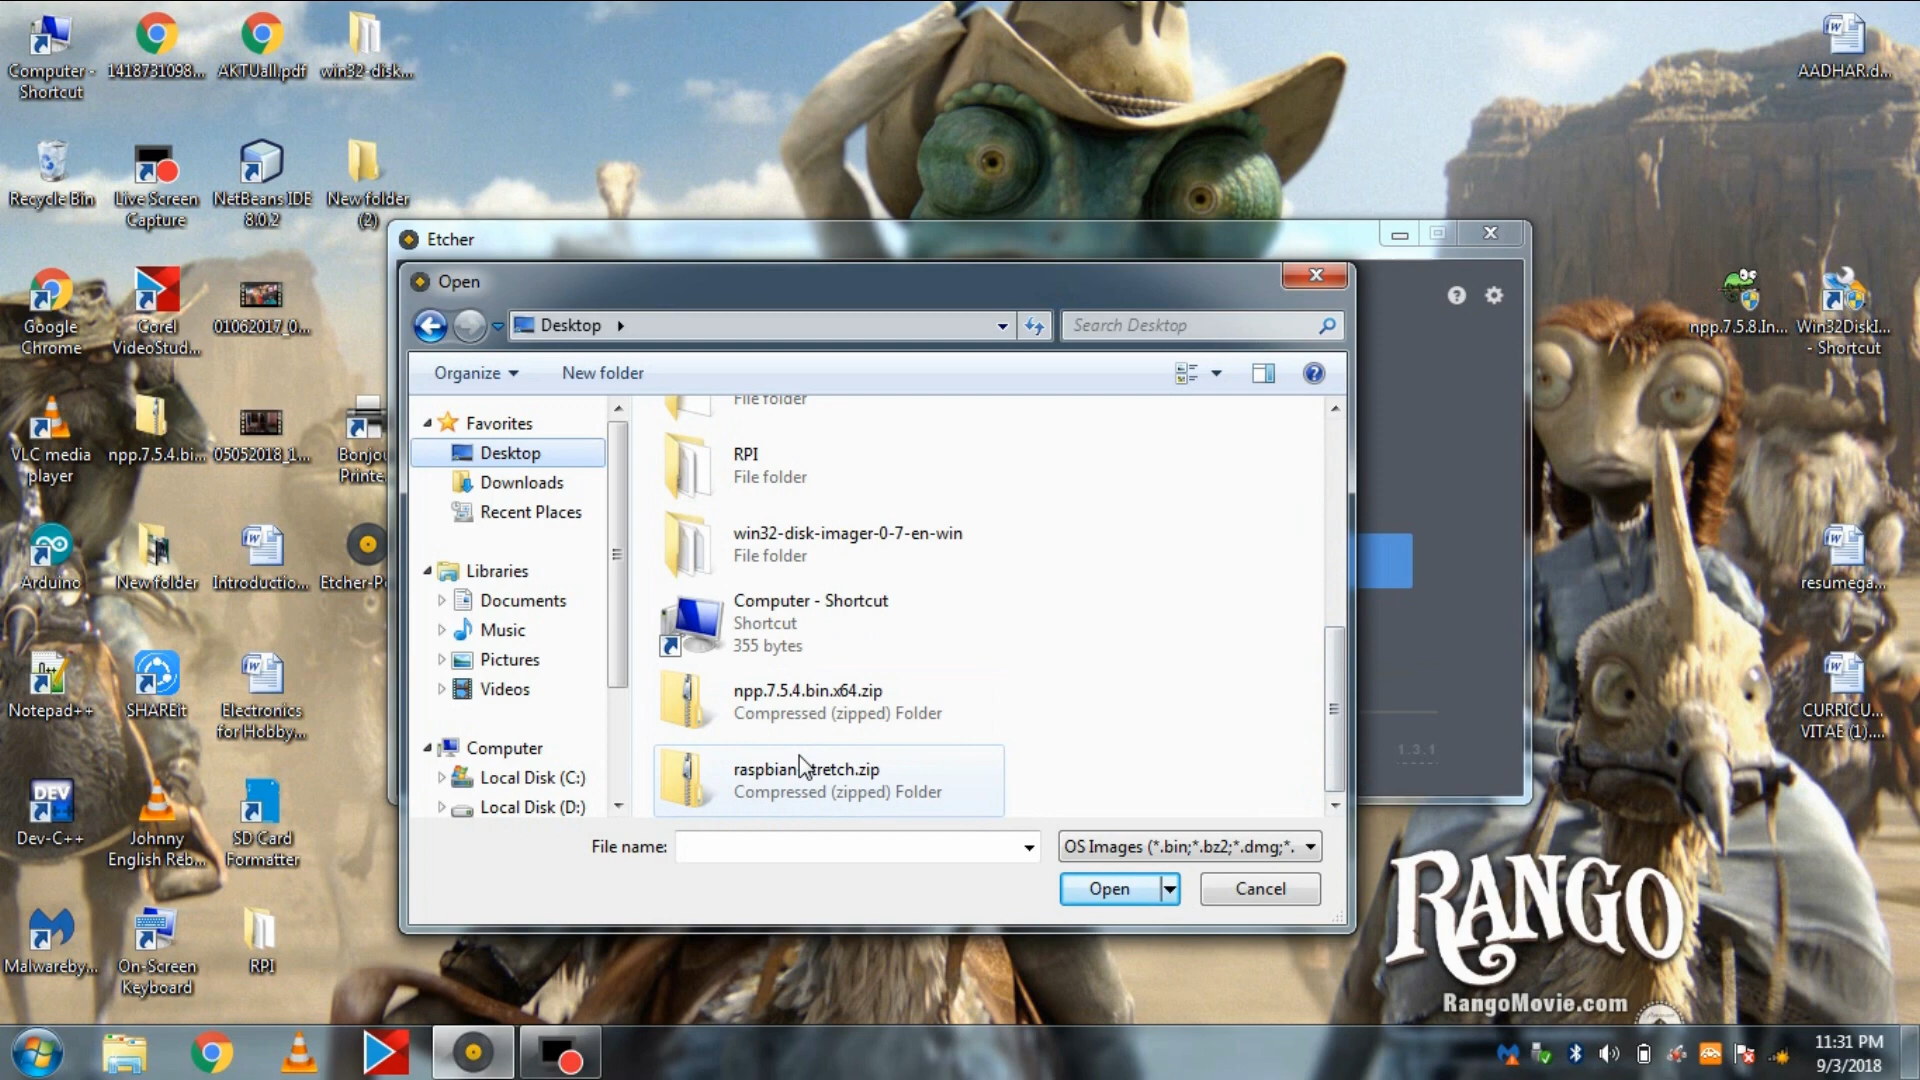 Computer -
Shortcut
1418731098...
AKTUall.pdf
win32-disk...
AADHAR.d...
Recycle Bin
Live Screen
Capture
NetBeans IDE
8.0.2
New folder
(2)
Google
Chrome
Corel
VideoStud...
01062017_0...
npp.7.5.8.In...
Win32DiskI...
- Shortcut
VLC media
player
npp.7.5.4.bi...
05052018_1...
Bonjou
Printe
Arduino
New folder
Introductio...
Etcher-P
resumega...
Notepad++
SHAREit
Electronics
for Hobby...
CURRICU...
VITAE (1)....
Dev-C++
Johnny
English Reb...
SD Card
Formatter
Malwareby...
On-Screen
Keyboard
RPI
Etcher
Open
Desktop
Search Desktop
Organize
New folder
Favorites
Desktop
Downloads
Recent Places
Libraries
Documents
Music
Pictures
Videos
Computer
Local Disk (C:)
Local Disk (D:)
File folder
RPI
File folder
win32-disk-imager-0-7-en-win
File folder
Computer - Shortcut
Shortcut
355 bytes
npp.7.5.4.bin.x64.zip
Compressed (zipped) Folder
Compressed (zipped) Folder
File name:
OS Images (*.bin;*.bz2;*.dmg;*.
Open
Cancel
1.3.1
RANGO
RangoMovie.com
11:31 PM
9/3/2018